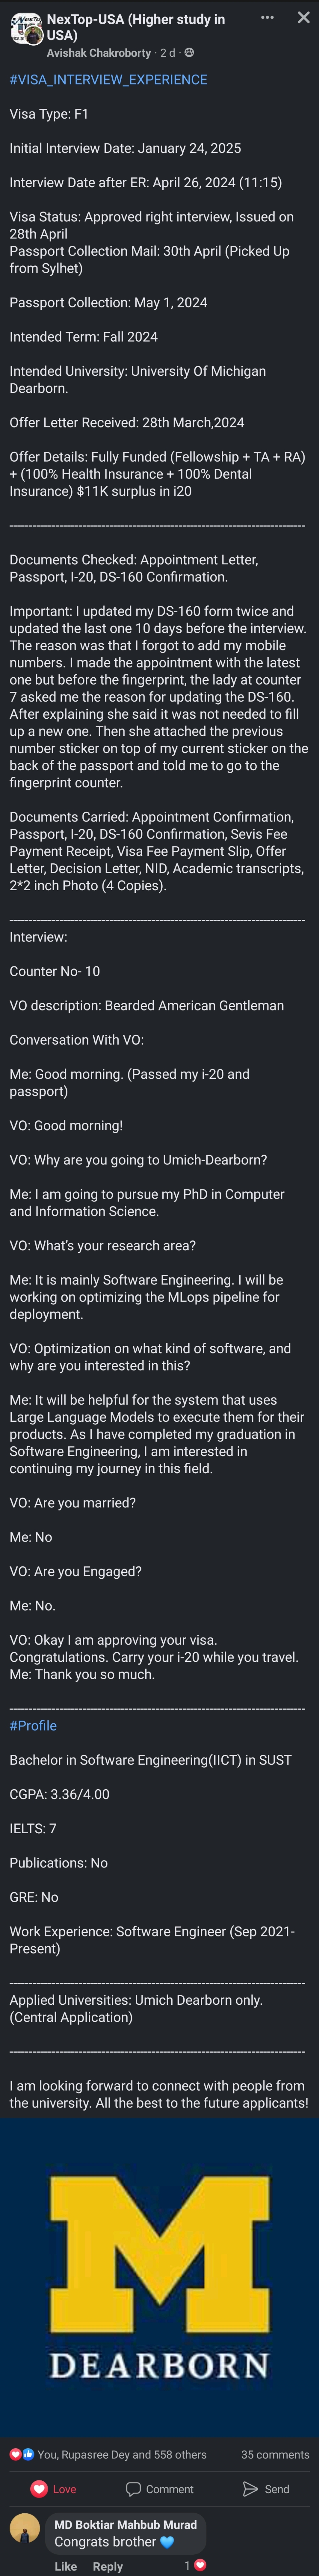 NexTop-USA (Higher study in
USA)
Avishak Chakroborty · 2 d ·
#VISA_INTERVIEW_EXPERIENCE
Visa Type: F1
Initial Interview Date: January 24, 2025
Interview Date after ER: April 26, 2024 (11:15)
Visa Status: Approved right interview, Issued on
28th April
Passport Collection Mail: 30th April (Picked Up
from Sylhet)
Passport Collection: May 1, 2024
Intended Term: Fall 2024
Intended University: University Of Michigan
Dearborn.
Offer Letter Received: 28th March,2024
Offer Details: Fully Funded (Fellowship + TA + RA)
+ (100% Health Insurance + 100% Dental
Insurance) $11K surplus in i20
--------------------------------------------------------------------------
Documents Checked: Appointment Letter,
Passport, I-20, DS-160 Confirmation.
Important: I updated my DS-160 form twice and
updated the last one 10 days before the interview.
The reason was that I forgot to add my mobile
numbers. I made the appointment with the latest
one but before the fingerprint, the lady at counter
7 asked me the reason for updating the DS-160.
After explaining she said it was not needed to fill
up a new one. Then she attached the previous
number sticker on top of my current sticker on the
back of the passport and told me to go to the
fingerprint counter.
Documents Carried: Appointment Confirmation,
Passport, I-20, DS-160 Confirmation, Sevis Fee
Payment Receipt, Visa Fee Payment Slip, Offer
Letter, Decision Letter, NID, Academic transcripts,
2*2 inch Photo (4 Copies).
--------------------------------------------------------------------------
Interview:
Counter No- 10
VO description: Bearded American Gentleman
Conversation With VO:
Me: Good morning. (Passed my i-20 and
passport)
VO: Good morning!
VO: Why are you going to Umich-Dearborn?
Me: I am going to pursue my PhD in Computer
and Information Science.
VO: What's your research area?
Me: It is mainly Software Engineering. I will be
working on optimizing the MLops pipeline for
deployment.
VO: Optimization on what kind of software, and
why are you interested in this?
Me: It will be helpful for the system that uses
Large Language Models to execute them for their
products. As I have completed my graduation in
Software Engineering, I am interested in
continuing my journey in this field.
VO: Are you married?
Me: No
VO: Are you Engaged?
Me: No.
VO: Okay I am approving your visa.
Congratulations. Carry your i-20 while you travel.
Me: Thank you so much.
--------------------------------------------------------------------------
#Profile
Bachelor in Software Engineering(IICT) in SUST
CGPA: 3.36/4.00
IELTS: 7
Publications: No
GRE: No
Work Experience: Software Engineer (Sep 2021-
Present)
--------------------------------------------------------------------------
Applied Universities: Umich Dearborn only.
(Central Application)
--------------------------------------------------------------------------
I am looking forward to connect with people from
the university. All the best to the future applicants!
M
DEARBORN
You, Rupasree Dey and 558 others 35 comments
Love Comment Send
MD Boktiar Mahbub Murad
Congrats brother 💙
Like Reply 1